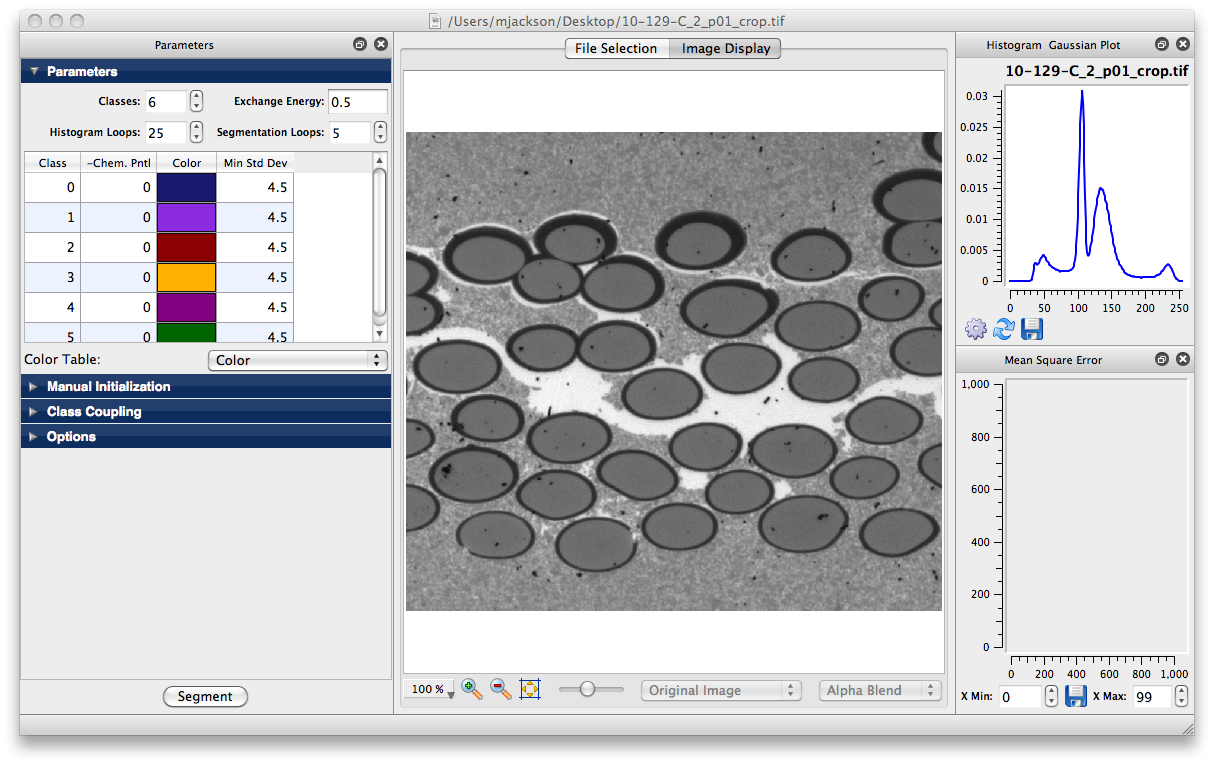 /Users/mjackson/Desktop/10-129-C_2_p01_crop.tif
Parameters
Parameters
Classes: 6 Exchange Energy: 0.5
Histogram Loops: 25 Segmentation Loops: 5
Class -Chem. Pntl Color Min Std Dev
0 0 4.5
1 0 4.5
2 0 4.5
3 0 4.5
4 0 4.5
5 0 4.5
Color Table: Color
Manual Initialization
Class Coupling
Options
Segment
File Selection Image Display
100 % Original Image Alpha Blend
Histogram Gaussian Plot
10-129-C_2_p01_crop.tif
0.03
0.025
0.02
0.015
0.01
0.005
0
0 50 100 150 200 250
Mean Square Error
1,000
800
600
400
200
0
0 200 400 600 800 1,000
X Min: 0 X Max: 99